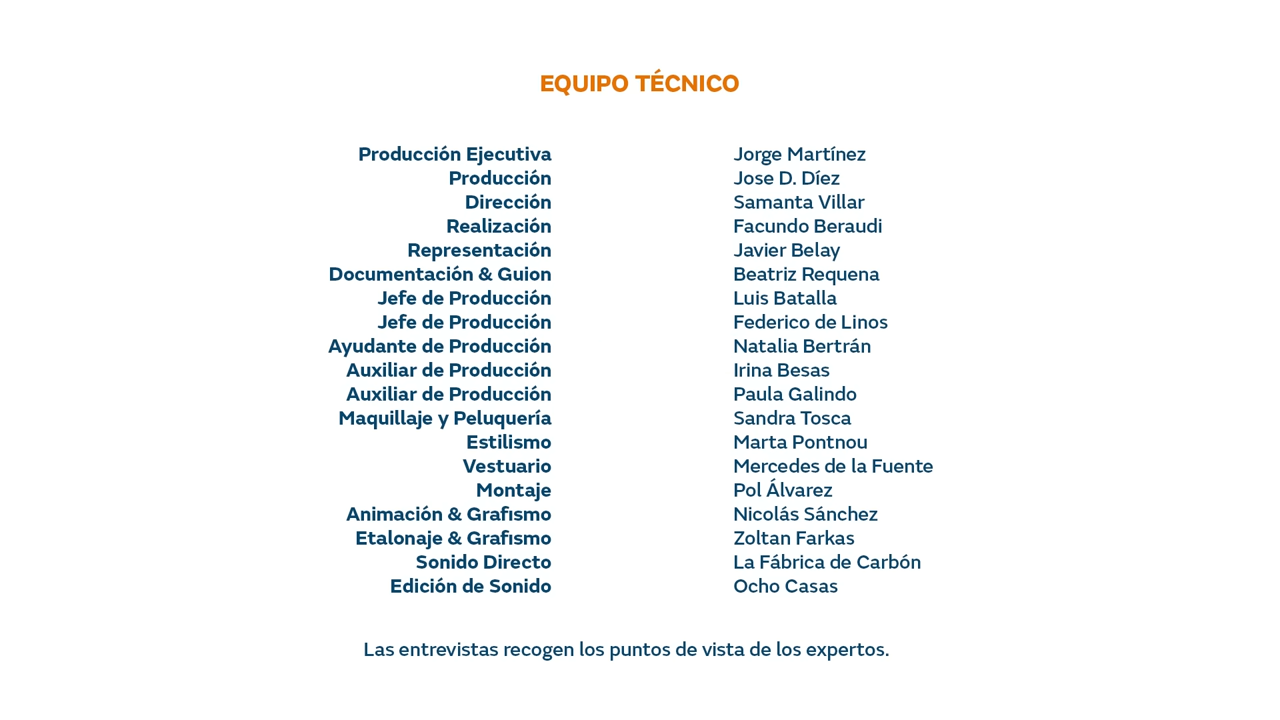 EQUIPO TÉCNICO
Producción Ejecutiva Jorge Martínez
Producción Jose D. Díez
Dirección Samanta Villar
Realización Facundo Beraudi
Representación Javier Belay
Documentación & Guion Beatriz Requena
Jefe de Producción Luis Batalla
Jefe de Producción Federico de Linos
Ayudante de Producción Natalia Bertrán
Auxiliar de Producción Irina Besas
Auxiliar de Producción Paula Galindo
Maquillaje y Peluquería Sandra Tosca
Estilismo Marta Pontnou
Vestuario Mercedes de la Fuente
Montaje Pol Álvarez
Animación & Grafismo Nicolás Sánchez
Etalonaje & Grafismo Zoltan Farkas
Sonido Directo La Fábrica de Carbón
Edición de Sonido Ocho Casas
Las entrevistas recogen los puntos de vista de los expertos.